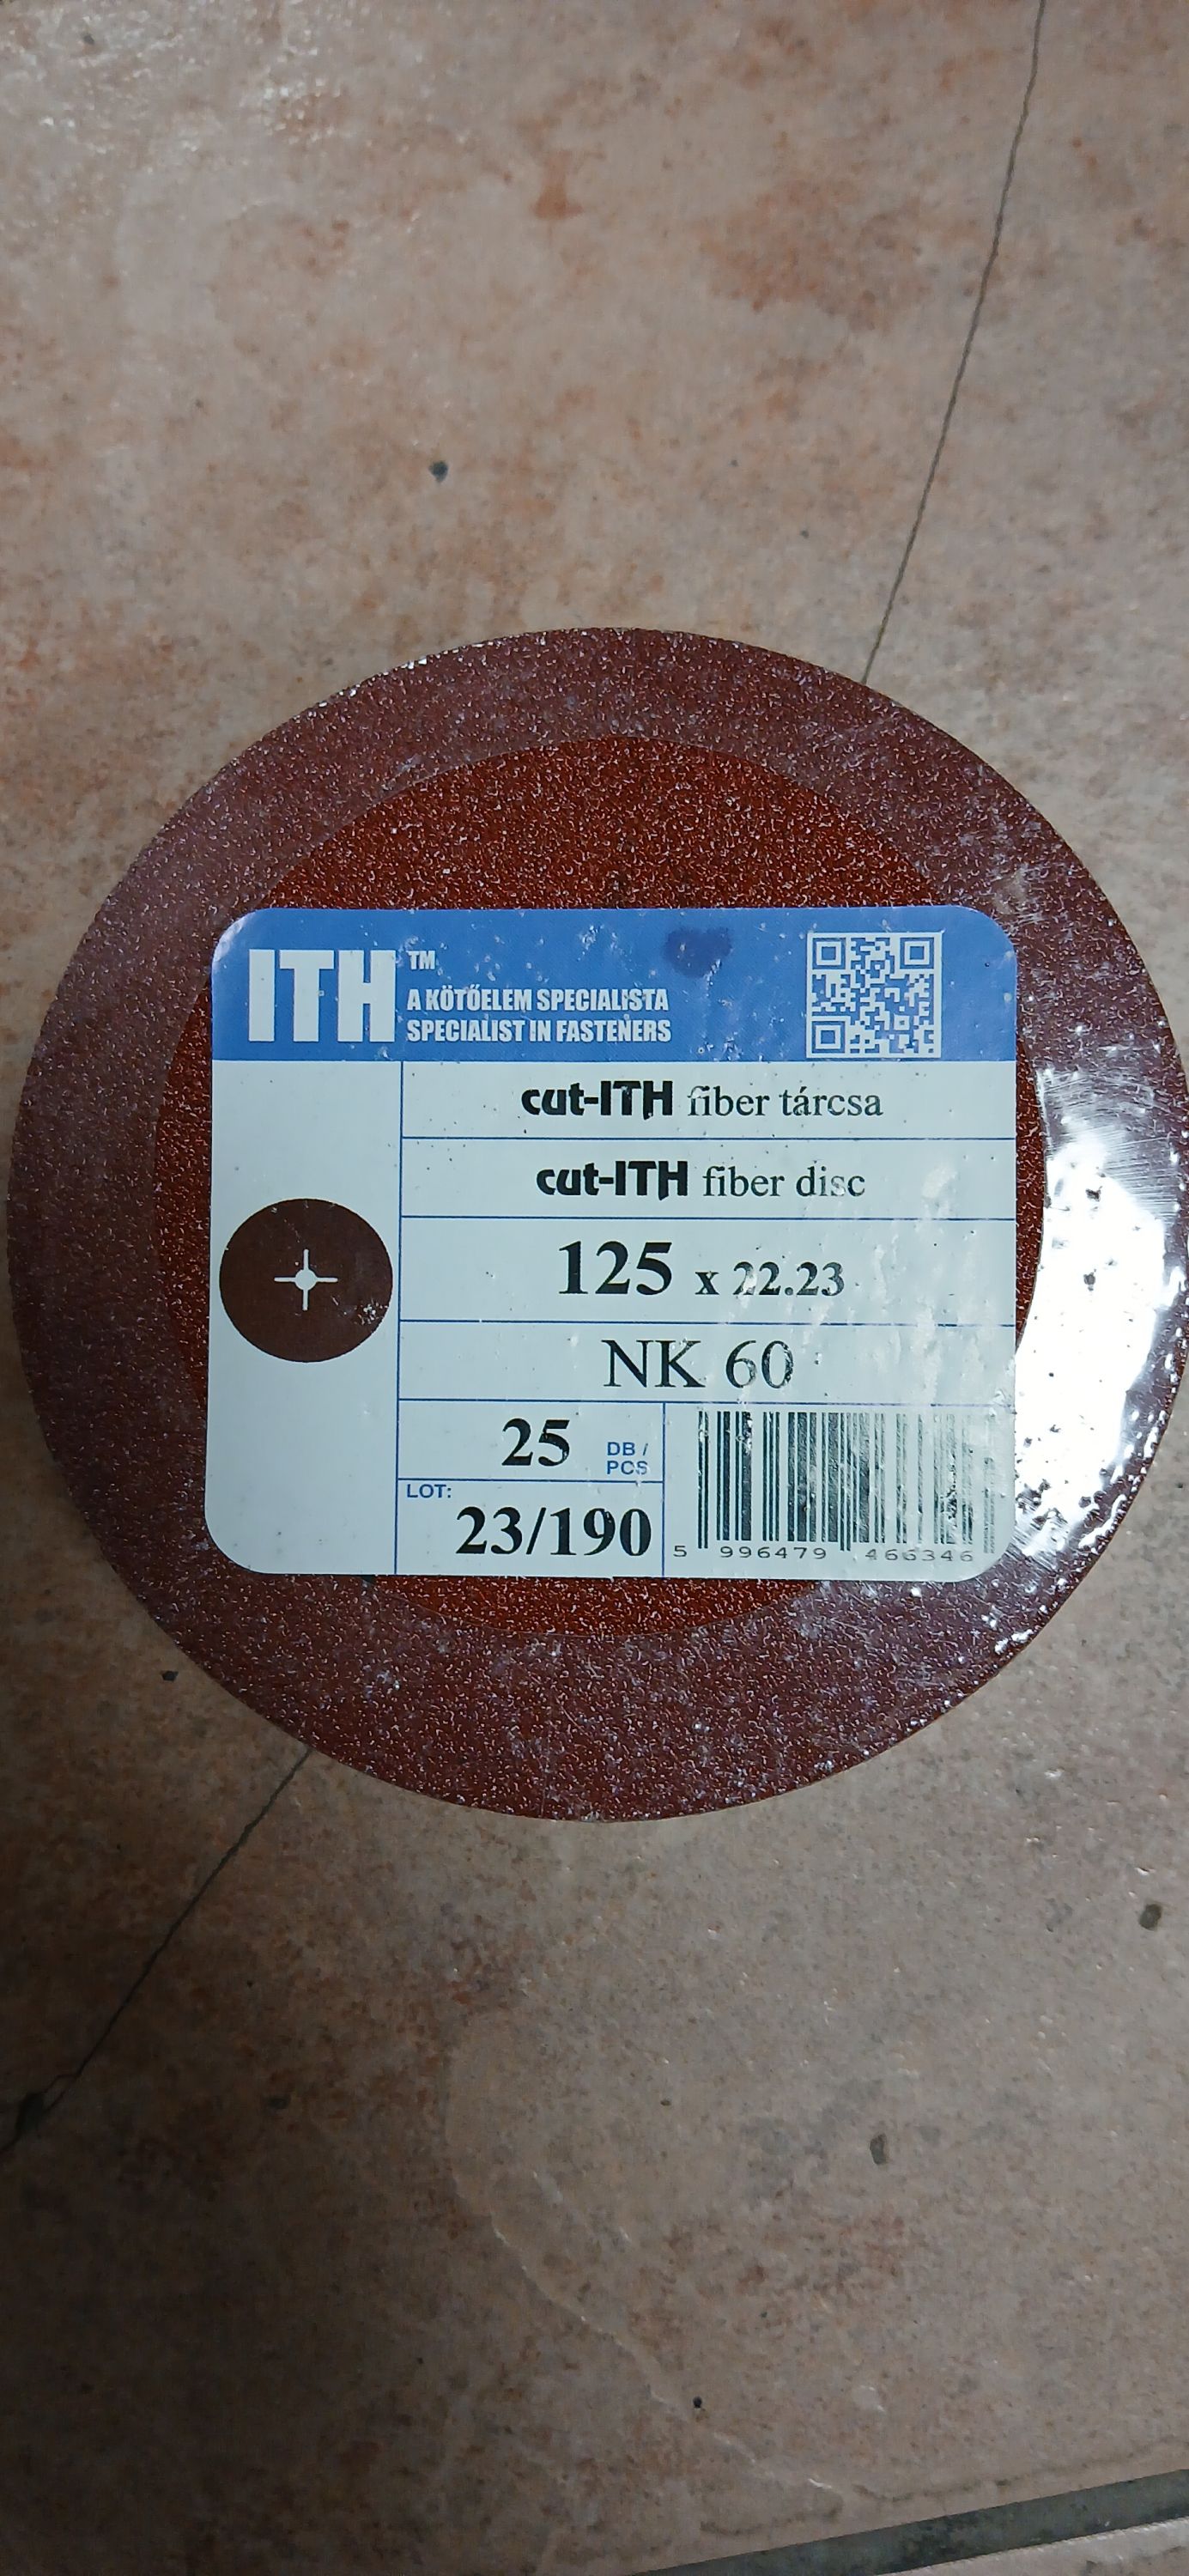 ITH™
A KÖTŐELEM SPECIALISTA
SPECIALIST IN FASTENERS
cut-ITH fiber tárcsa
cut-ITH fiber disc
125 x 22.23
NK 60
25 DB / PCS
LOT:
23/190
5 996479 466346